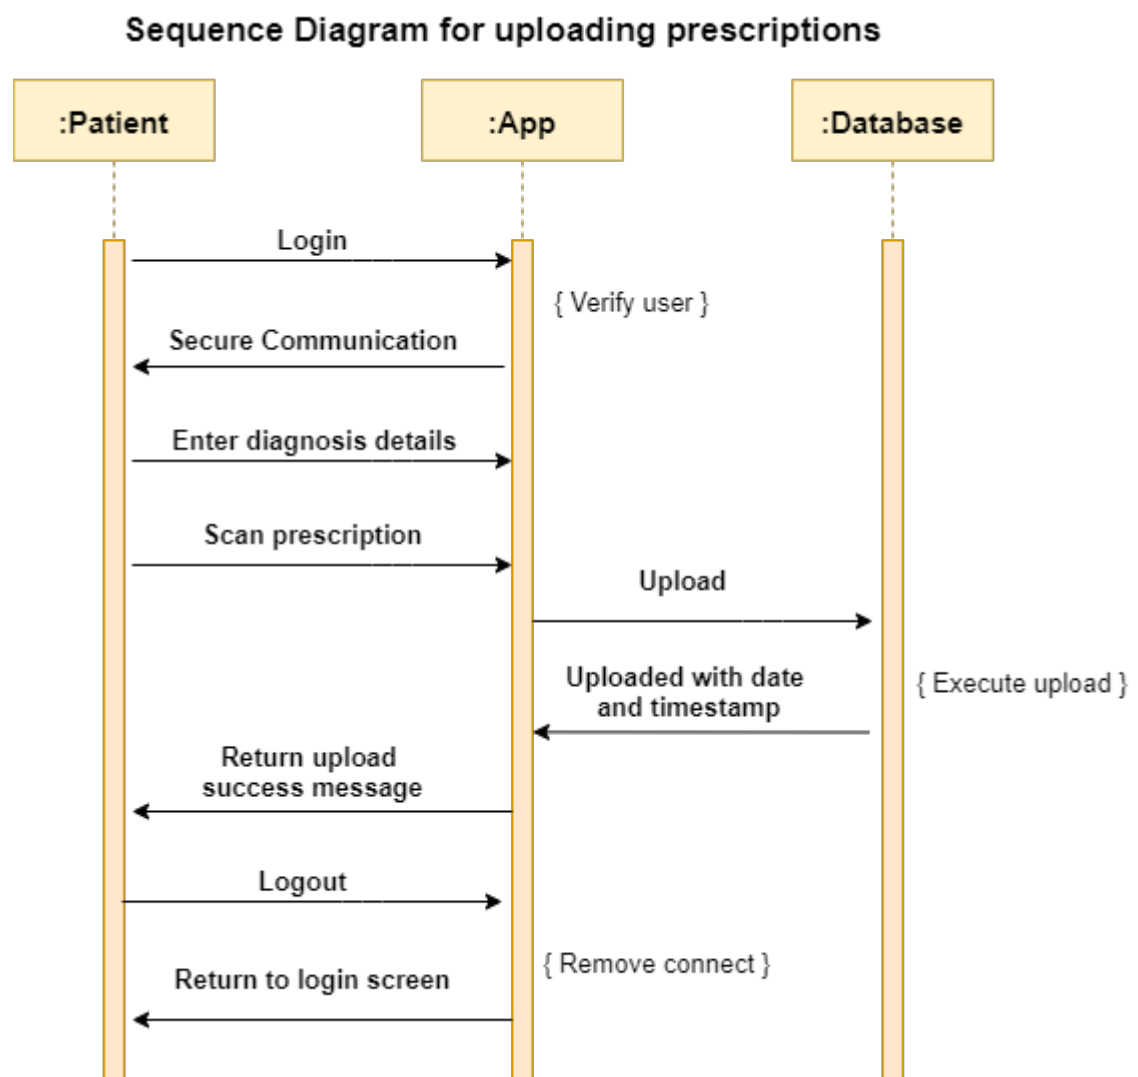 Sequence Diagram for uploading prescriptions
:Patient
:App
:Database
Login
{ Verify user }
Secure Communication
Enter diagnosis details
Scan prescription
Upload
Uploaded with date
and timestamp
{ Execute upload }
Return upload
success message
Logout
{ Remove connect }
Return to login screen